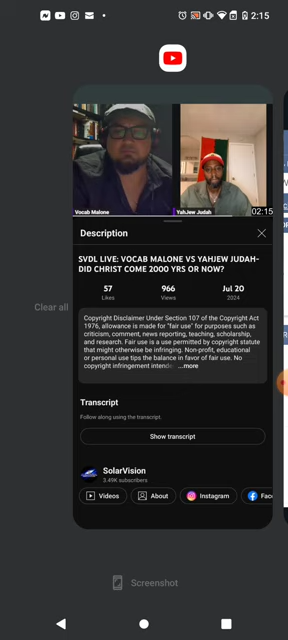 2:15
Vocab Malone
YahJew Judah
02:15
Description
SVDL LIVE: VOCAB MALONE VS YAHJEW JUDAH-
DID CHRIST COME 2000 YRS OR NOW?
57 966 Jul 20
Likes Views 2024
Copyright Disclaimer Under Section 107 of the Copyright Act
1976, allowance is made for "fair use" for purposes such as
criticism, comment, news reporting, teaching, scholarship,
and research. Fair use is a use permitted by copyright statute
that might otherwise be infringing. Non-profit, educational
or personal use tips the balance in favor of fair use. No
copyright infringement intende ...more
Clear all
Transcript
Follow along using the transcript.
Show transcript
SolarVision
3.49K subscribers
Videos About Instagram Fac
Screenshot